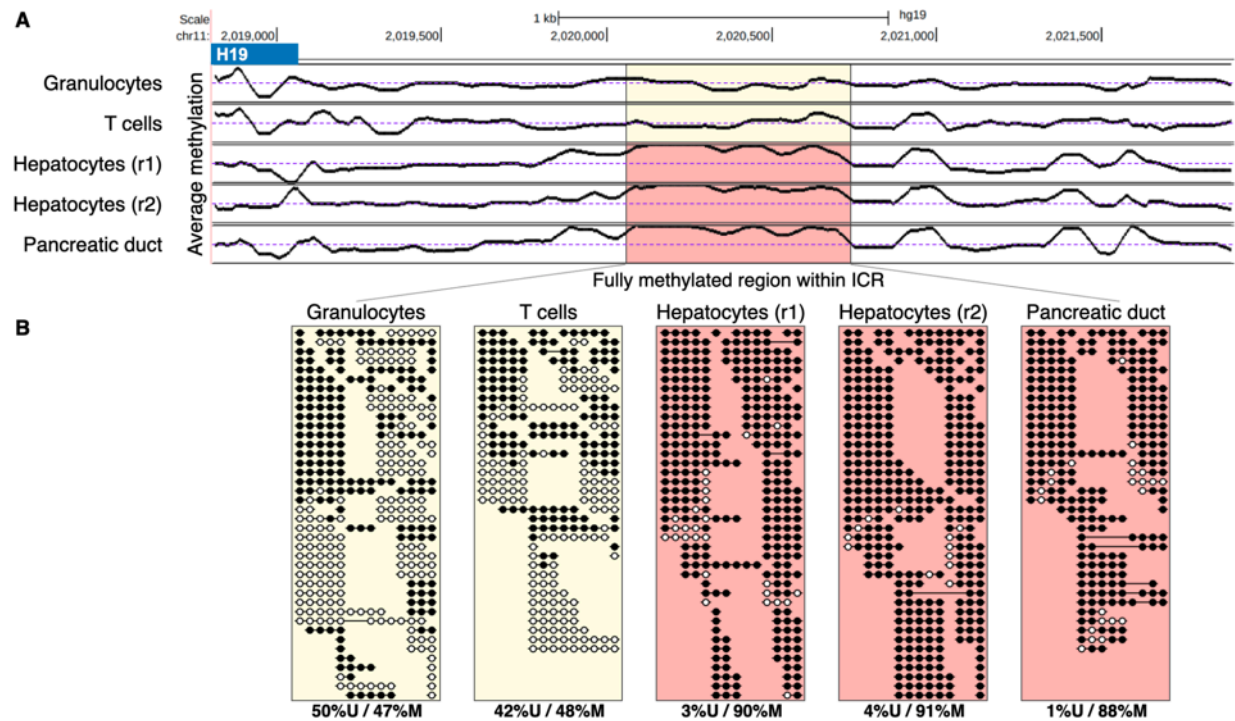 A
Scale
1 kb
hg19
chr11:
2,019,000
2,019,500
2,020,000
2,020,500
2,021,000
2,021,500
H19
Average methylation
Granulocytes
T cells
Hepatocytes (r1)
Hepatocytes (r2)
Pancreatic duct
Fully methylated region within ICR
B
Granulocytes
T cells
Hepatocytes (r1)
Hepatocytes (r2)
Pancreatic duct
50%U / 47%M
42%U / 48%M
3%U / 90%M
4%U / 91%M
1%U / 88%M